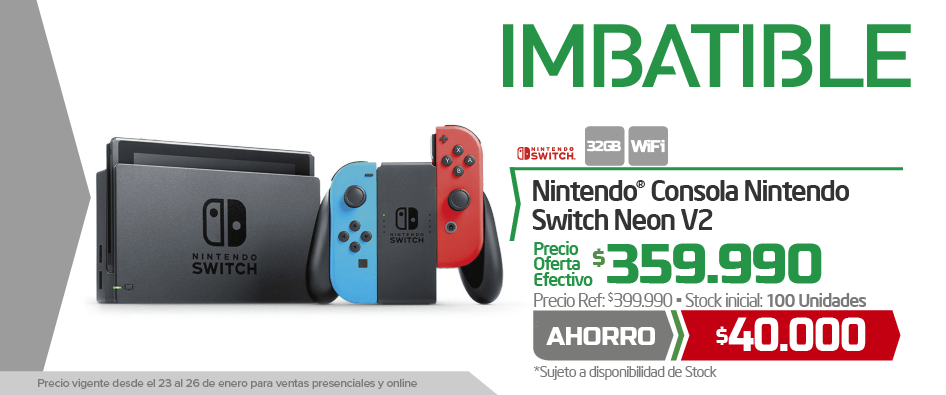 IMBATIBLE
NINTENDO
SWITCH.
32GB WiFi
Nintendo® Consola Nintendo
Switch Neon V2
Precio
Oferta
Efectivo
$359.990
Precio Ref: $399.990 ▪ Stock inicial: 100 Unidades
AHORRO $40.000
*Sujeto a disponibilidad de Stock
NINTENDO
SWITCH
NINTENDO
SWITCH
X
Y A
B
Precio vigente desde el 23 al 26 de enero para ventas presenciales y online